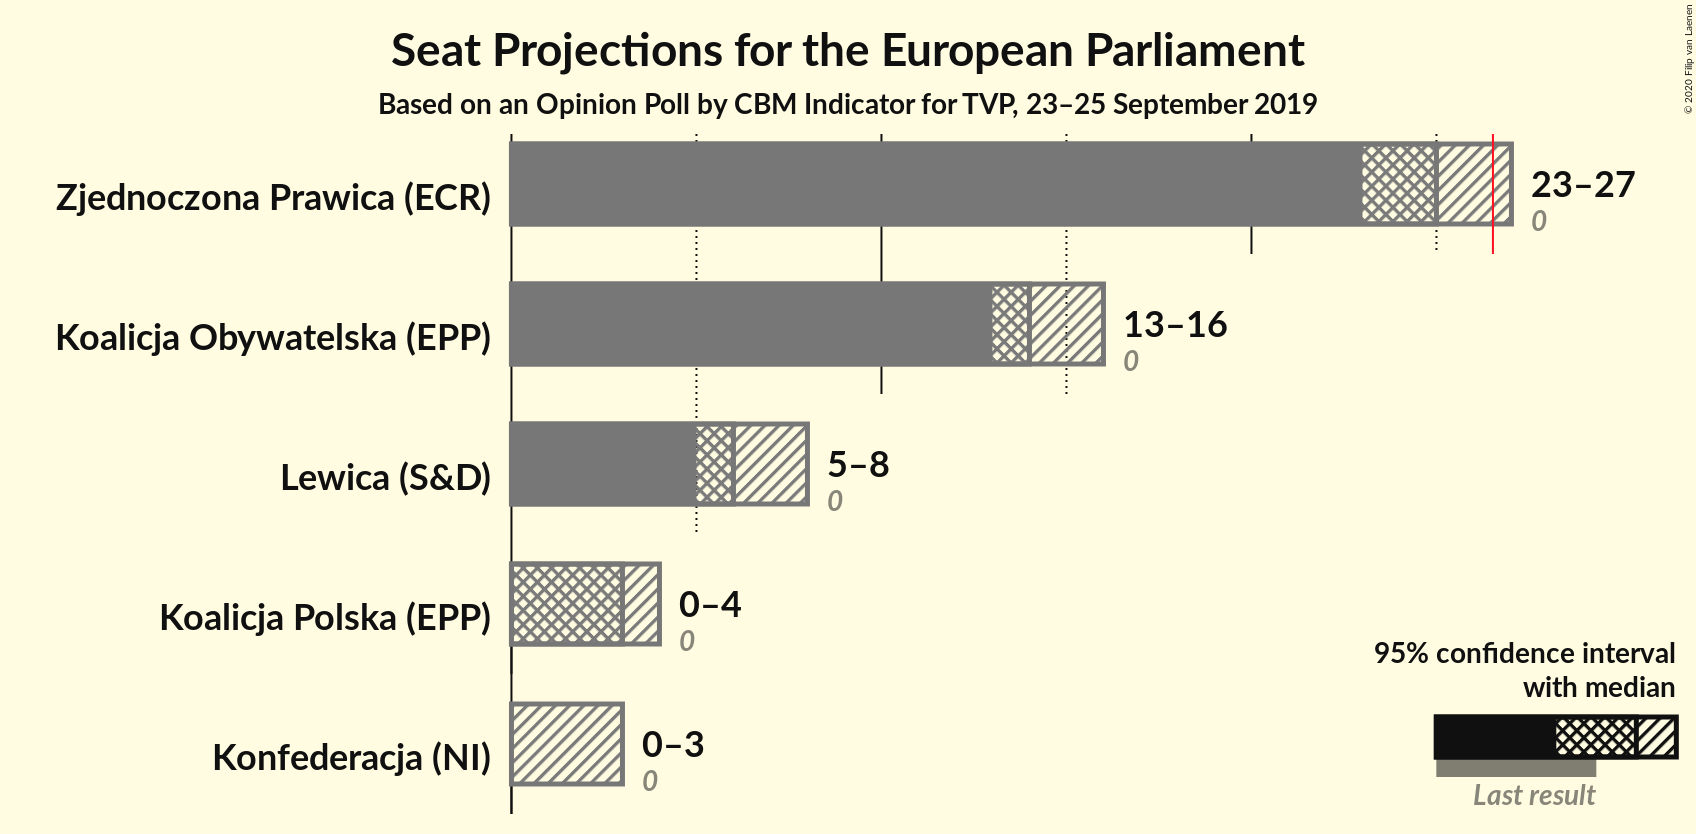 Seat Projections for the European Parliament
Based on an Opinion Poll by CBM Indicator for TVP, 23–25 September 2019
© 2020 Filip van Laenen
Zjednoczona Prawica (ECR)
23–27
0
Koalicja Obywatelska (EPP)
13–16
0
Lewica (S&D)
5–8
0
Koalicja Polska (EPP)
0–4
0
Konfederacja (NI)
0–3
0
95% confidence interval
with median
Last result